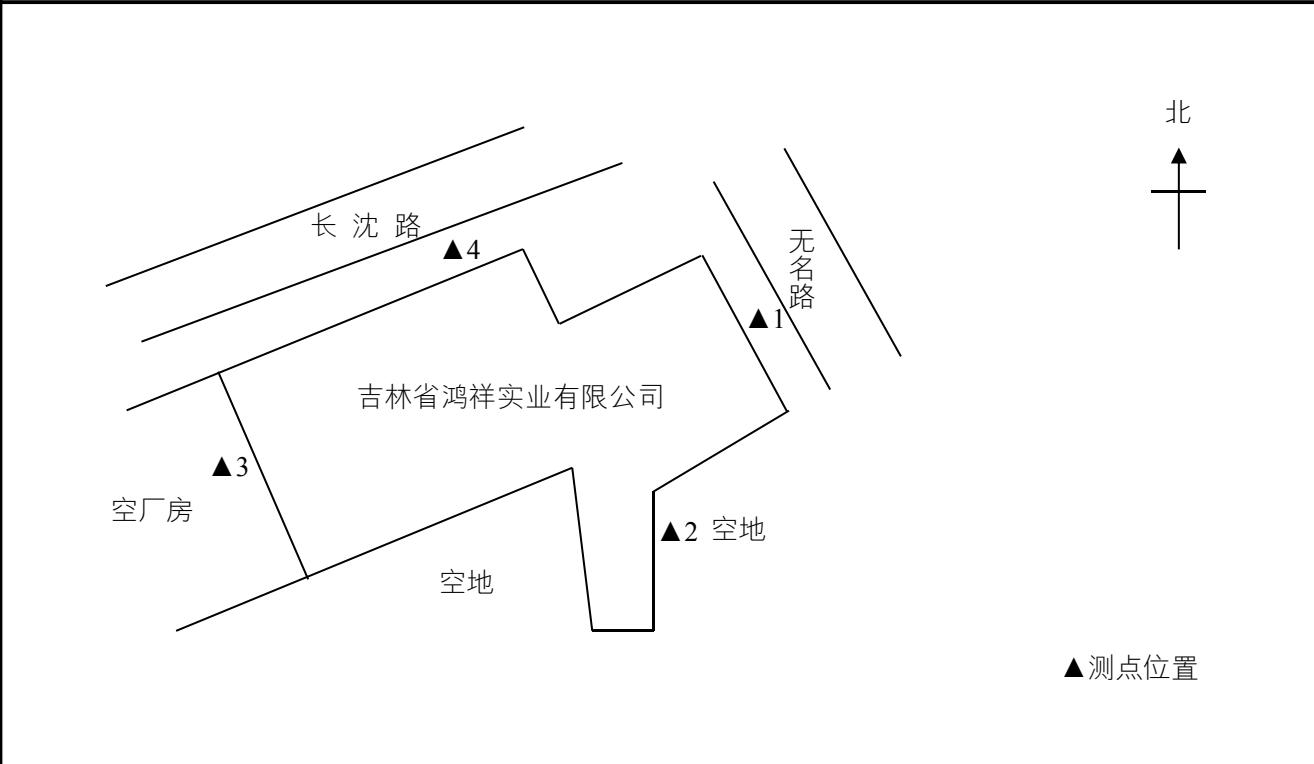 北
长 沈 路
▲4
无名路
▲1
吉林省鸿祥实业有限公司
▲3
空厂房
▲2 空地
空地
▲测点位置